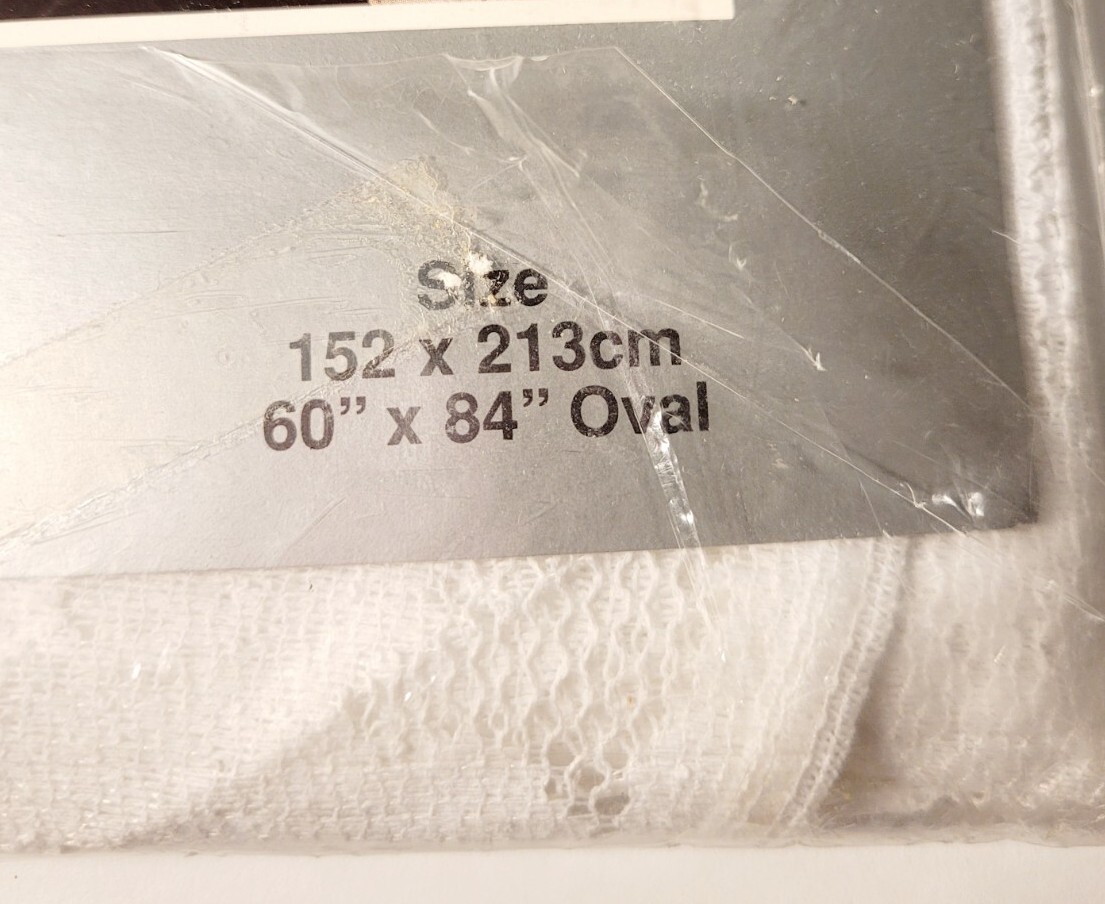 Size
152 x 213cm
60” x 84” Oval